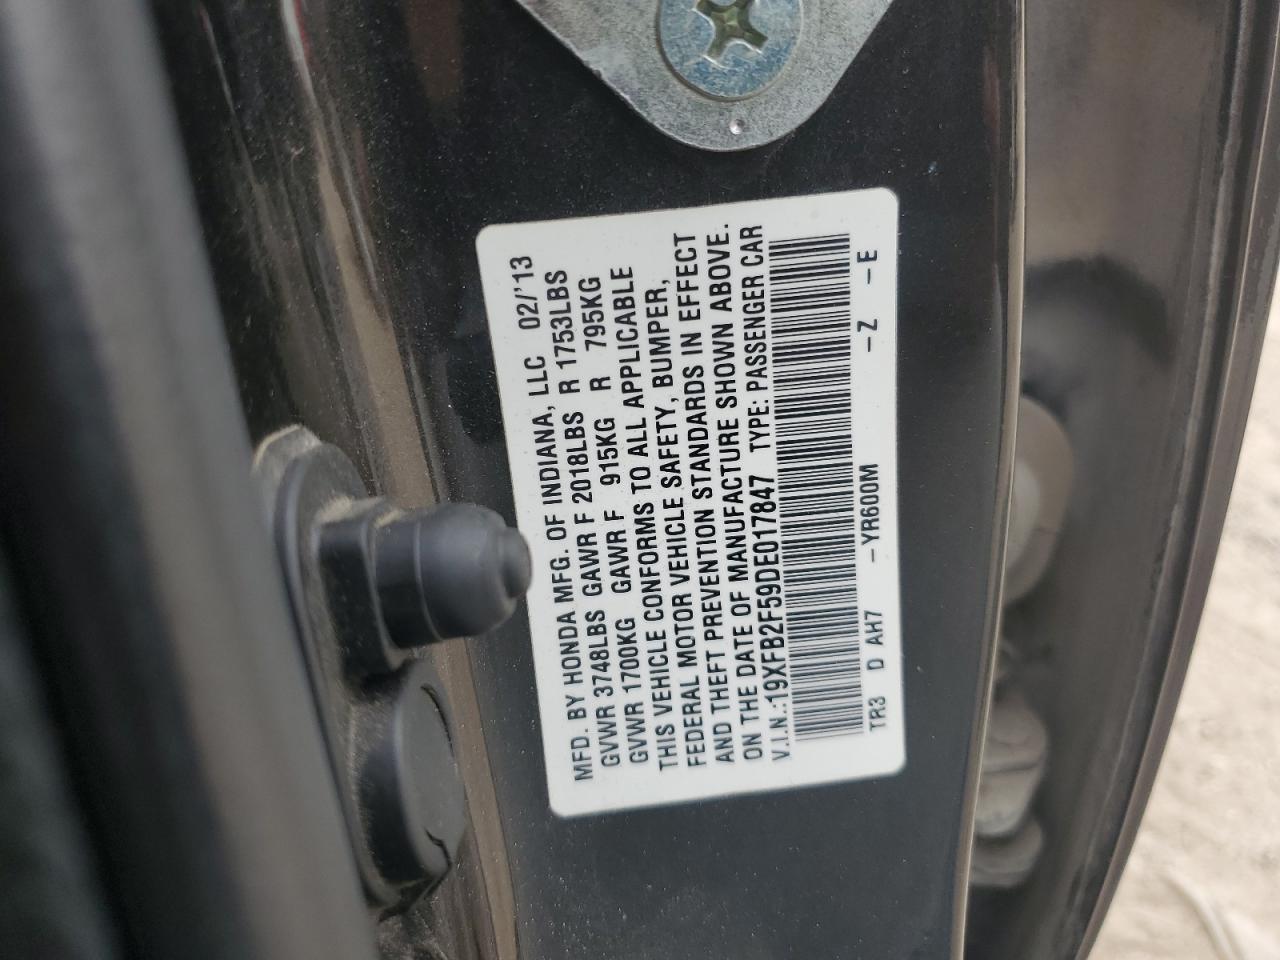 MFD. BY HONDA MFG. OF INDIANA, LLC 02/'13
GVWR 3748LBS GAWR F 2018LBS R 1753LBS
GVWR 1700KG GAWR F 915KG R 795KG
THIS VEHICLE CONFORMS TO ALL APPLICABLE
FEDERAL MOTOR VEHICLE SAFETY, BUMPER,
AND THEFT PREVENTION STANDARDS IN EFFECT
ON THE DATE OF MANUFACTURE SHOWN ABOVE.
V.I.N.:19XFB2F59DE017847 TYPE: PASSENGER CAR
TR3 D AH7 -YR600M -Z -E